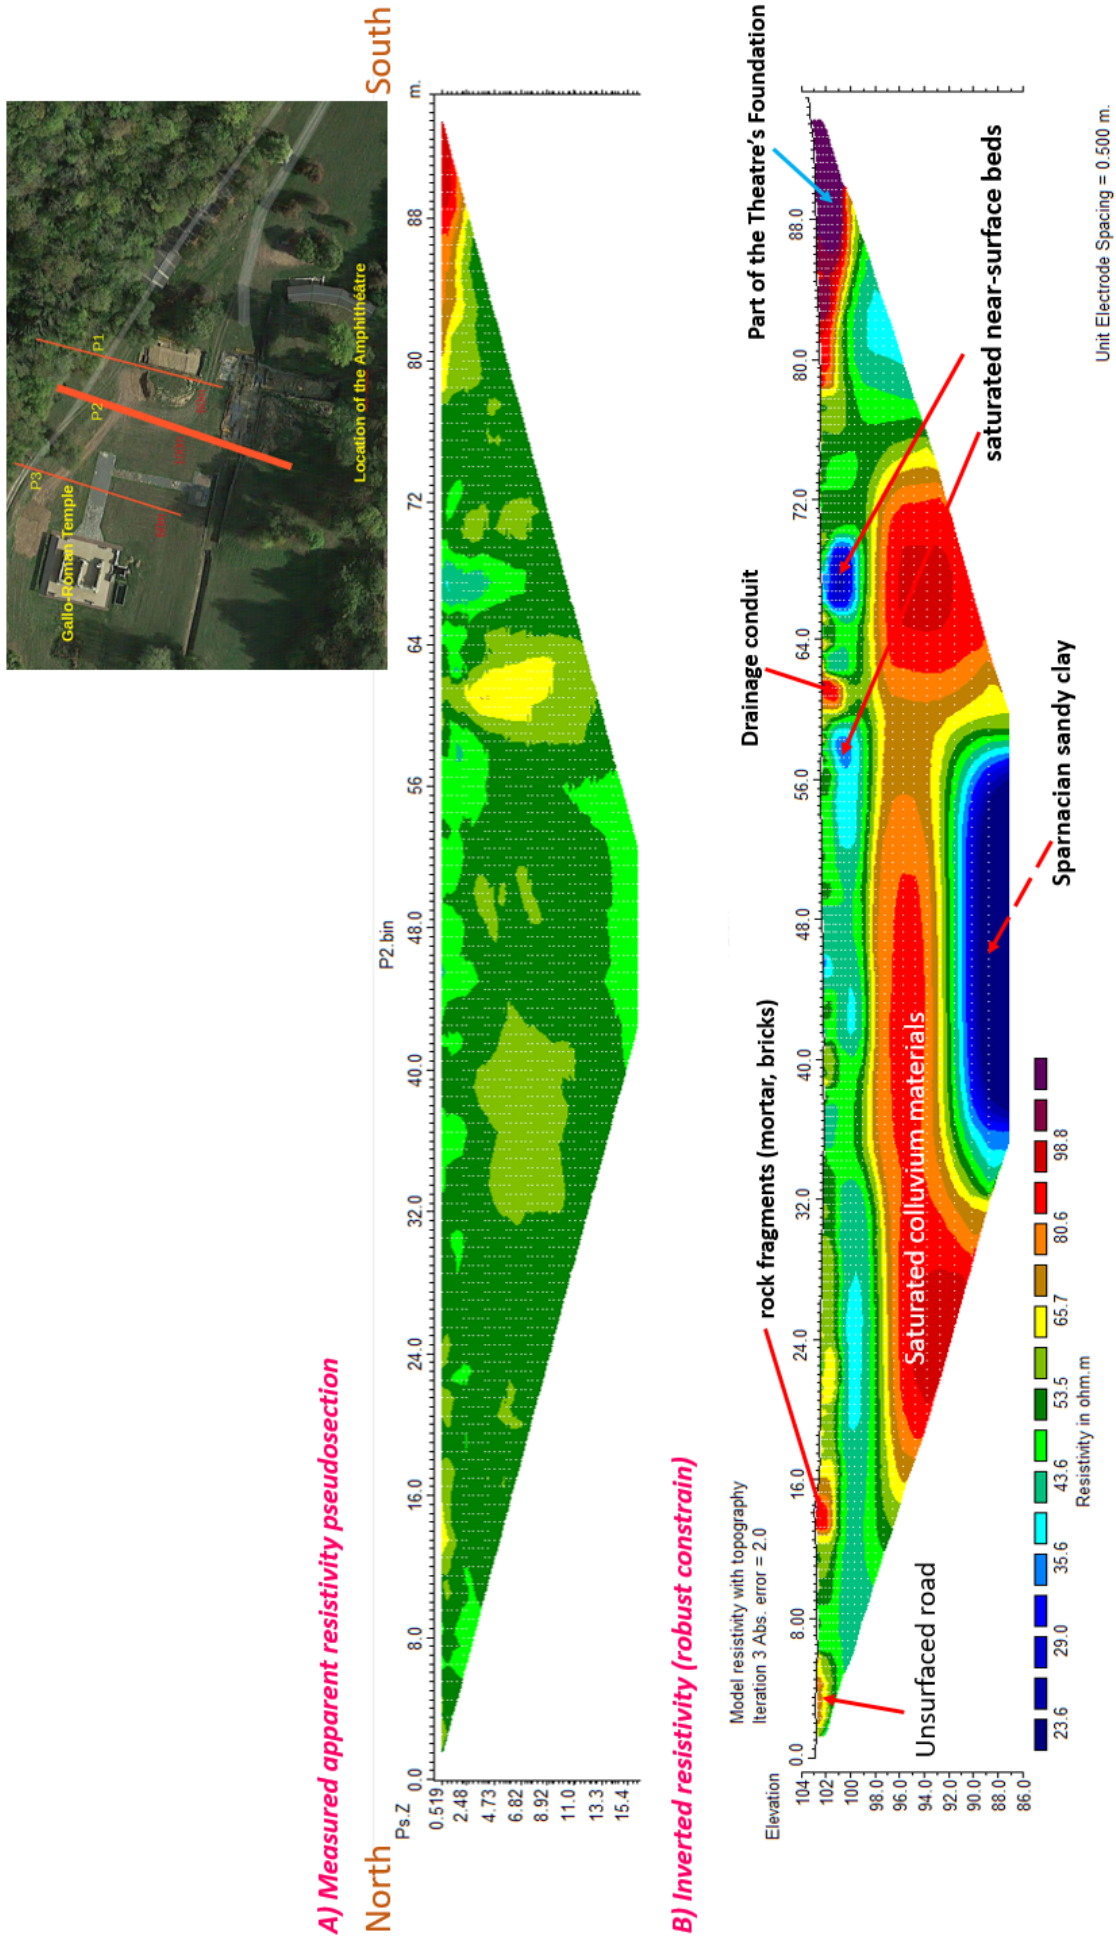 Gallo-Roman Temple
P3
P2
P1
Location of the Amphithéâtre
A) Measured apparent resistivity pseudosection
North
South
P2.bin
Ps.Z
0.0
8.0
16.0
24.0
32.0
40.0
48.0
56
64
72
80
88
m.
0.519
2.48
4.73
6.82
8.92
11.0
13.3
15.4
B) Inverted resistivity (robust constrain)
Model resistivity with topography
Iteration 3 Abs. error = 2.0
rock fragments (mortar, bricks)
Drainage conduit
Part of the Theatre's Foundation
Elevation
0.0
8.00
16.0
24.0
32.0
40.0
48.0
56.0
64.0
72.0
80.0
88.0
104
102
100
98.0
96.0
94.0
92.0
90.0
88.0
86.0
Saturated colluvium materials
Unsurfaced road
Sparnacian sandy clay
saturated near-surface beds
23.6
29.0
35.6
43.6
53.5
65.7
80.6
98.8
Resistivity in ohm.m
Unit Electrode Spacing = 0.500 m.